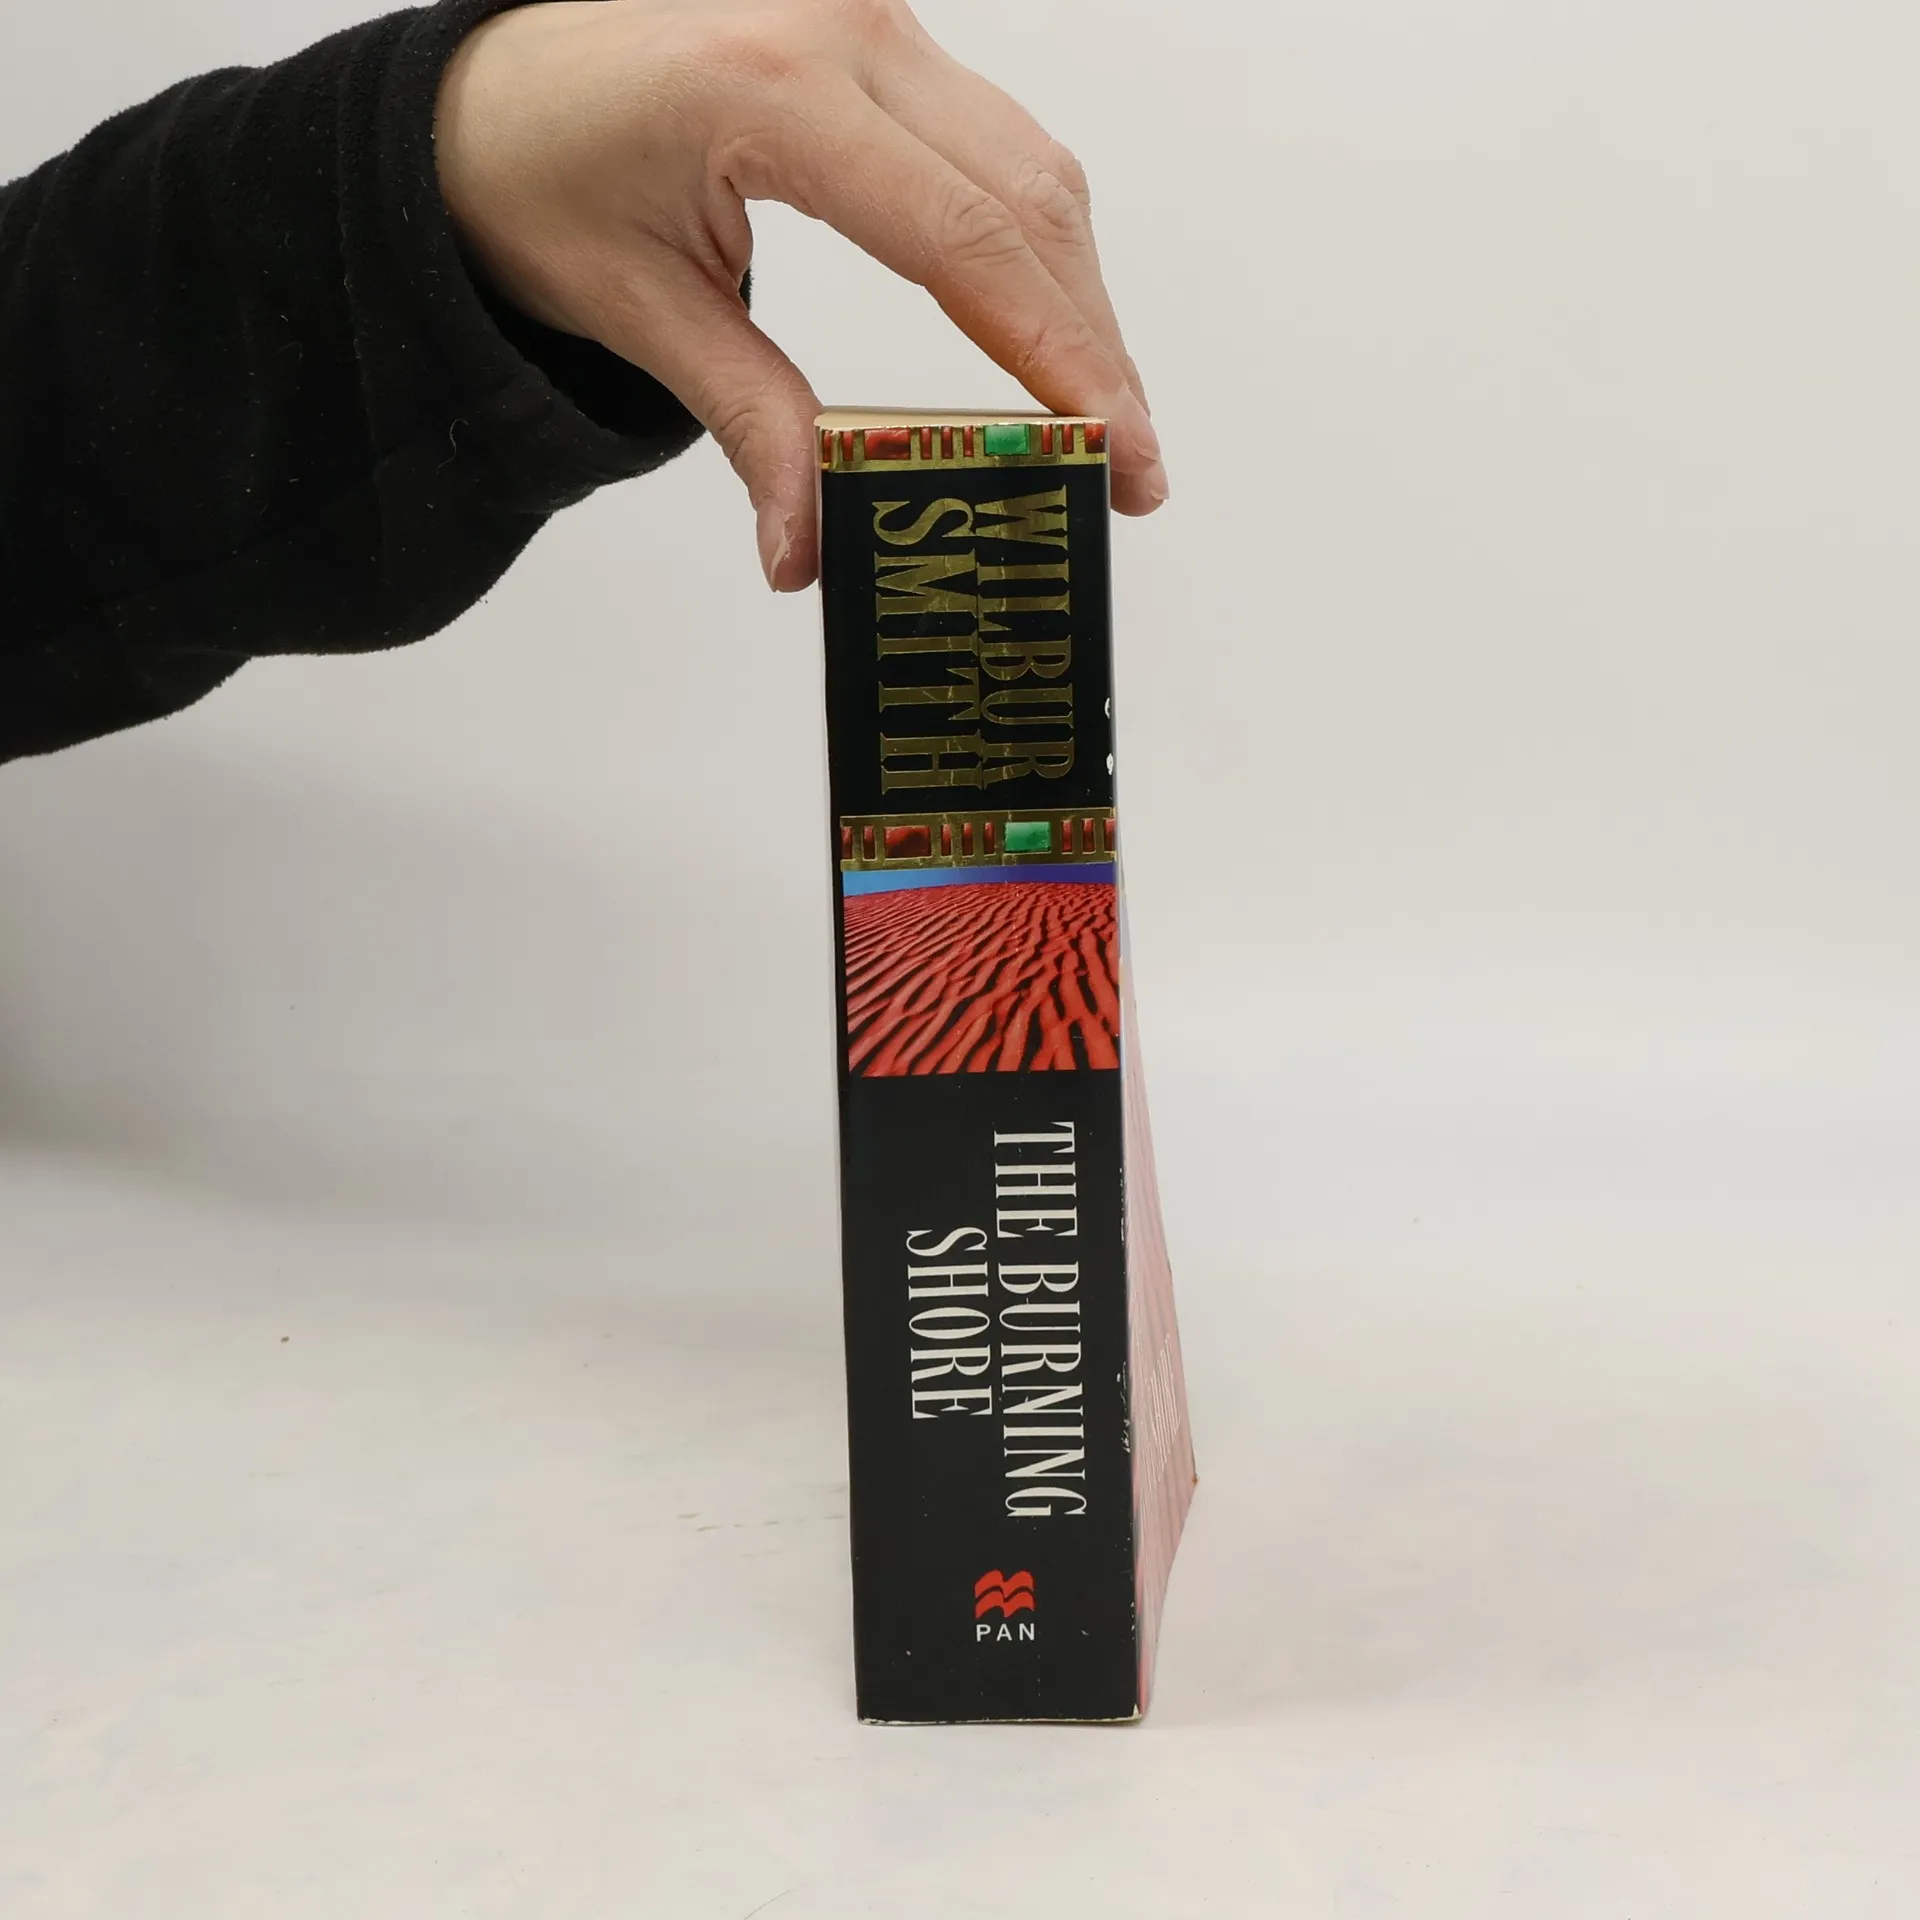 WILBUR
SMITH
THE BURNING
SHORE
PAN